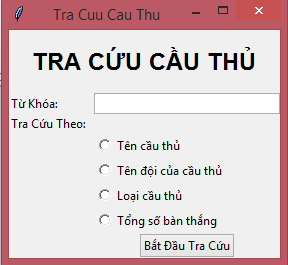 Tra Cuu Cau Thu
TRA CỨU CẦU THỦ
Từ Khóa:
Tra Cứu Theo:
Tên cầu thủ
Tên đội của cầu thủ
Loại cầu thủ
Tổng số bàn thắng
Bắt Đầu Tra Cứu